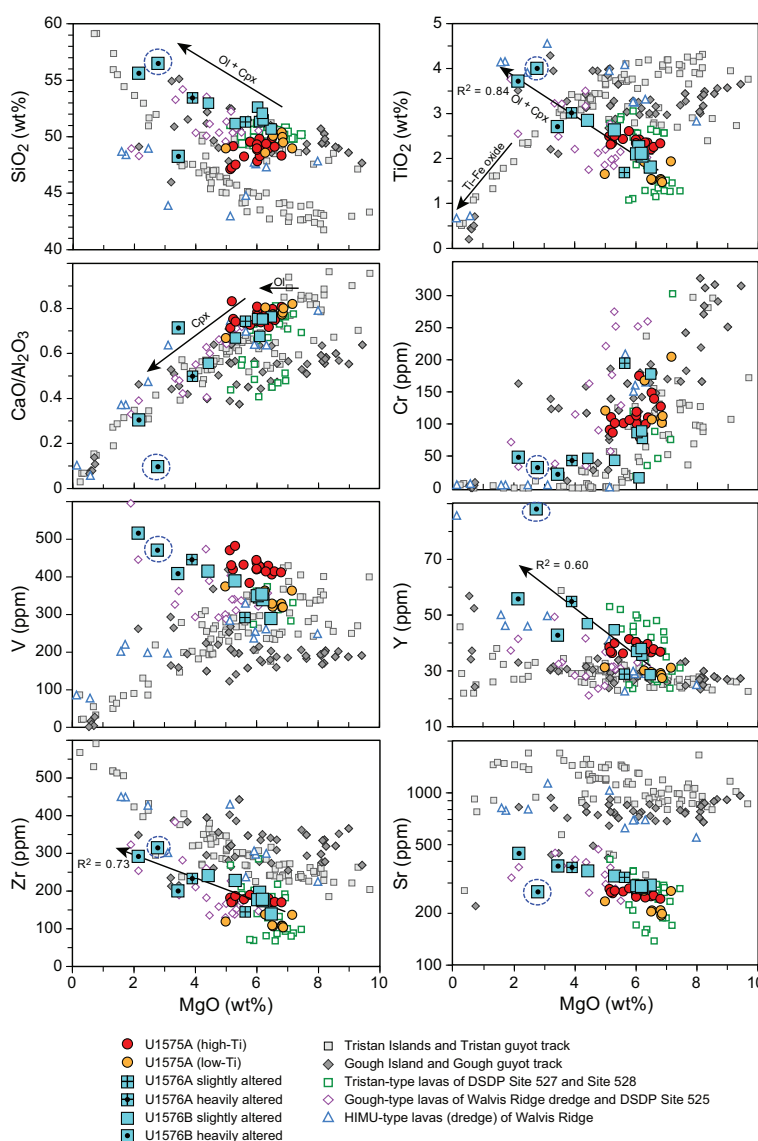 60
55
50
45
40
SiO2 (wt%)
Ol + Cpx
5
4
3
2
1
0
TiO2 (wt%)
R2 = 0.84
Ol + Cpx
Ti-Fe oxide
0.8
0.6
0.4
0.2
0
CaO/Al2O3
Ol
Cpx
300
250
200
150
100
50
0
Cr (ppm)
500
400
300
200
100
0
V (ppm)
90
70
50
30
10
Y (ppm)
R2 = 0.60
500
400
300
200
100
0
Zr (ppm)
R2 = 0.73
0 2 4 6 8 10
MgO (wt%)
1000
500
200
100
Sr (ppm)
0 2 4 6 8 10
MgO (wt%)
U1575A (high-Ti)
U1575A (low-Ti)
U1576A slightly altered
U1576A heavily altered
U1576B slightly altered
U1576B heavily altered
Tristan Islands and Tristan guyot track
Gough Island and Gough guyot track
Tristan-type lavas of DSDP Site 527 and Site 528
Gough-type lavas of Walvis Ridge dredge and DSDP Site 525
HIMU-type lavas (dredge) of Walvis Ridge